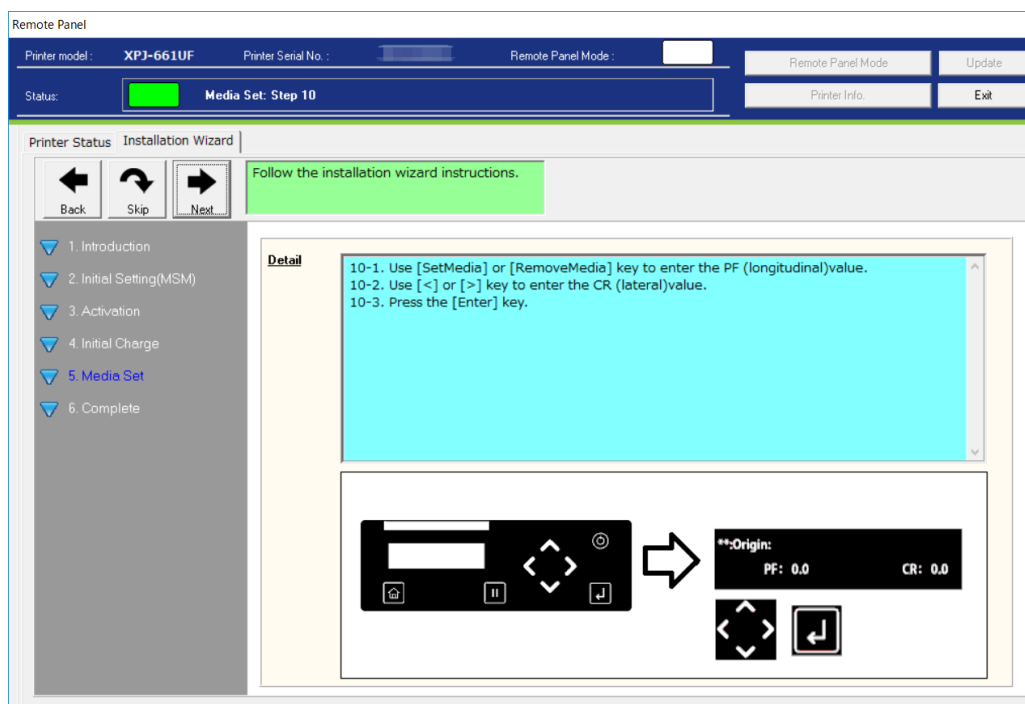 Remote Panel
Printer model :
XPJ-661UF
Printer Serial No. :
Remote Panel Mode :
Remote Panel Mode
Update
Status:
Media Set: Step 10
Printer Info.
Exit
Printer Status
Installation Wizard
Back
Skip
Next
Follow the installation wizard instructions.
1. Introduction
2. Initial Setting(MSM)
3. Activation
4. Initial Charge
5. Media Set
6. Complete
Detail
10-1. Use [SetMedia] or [RemoveMedia] key to enter the PF (longitudinal)value.
10-2. Use [<] or [>] key to enter the CR (lateral)value.
10-3. Press the [Enter] key.
**:Origin:
PF: 0.0 CR: 0.0